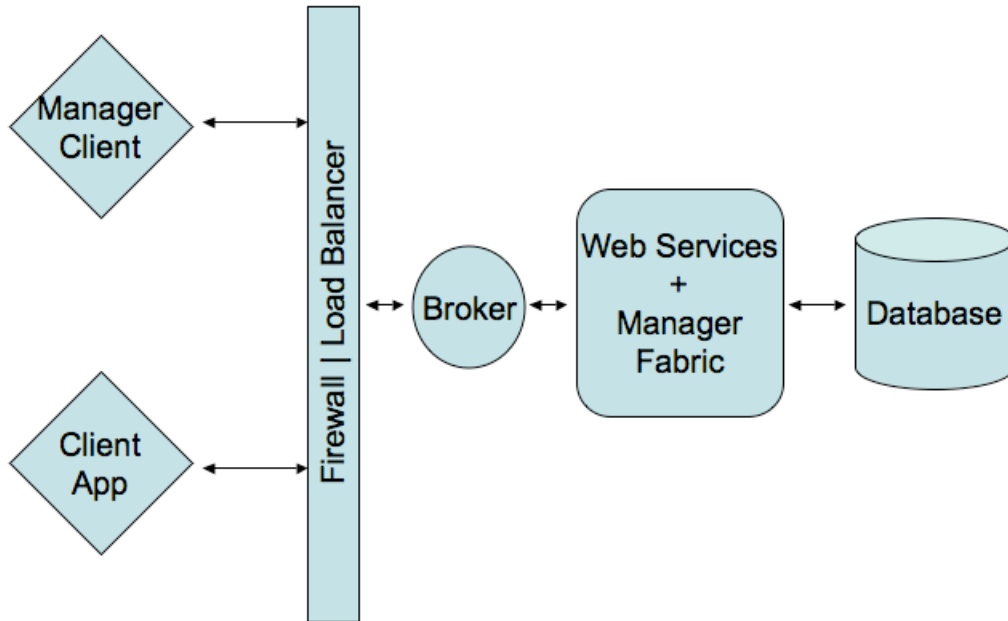 Manager
Client
Client
App
Firewall | Load Balancer
Broker
Web Services
+
Manager
Fabric
Database